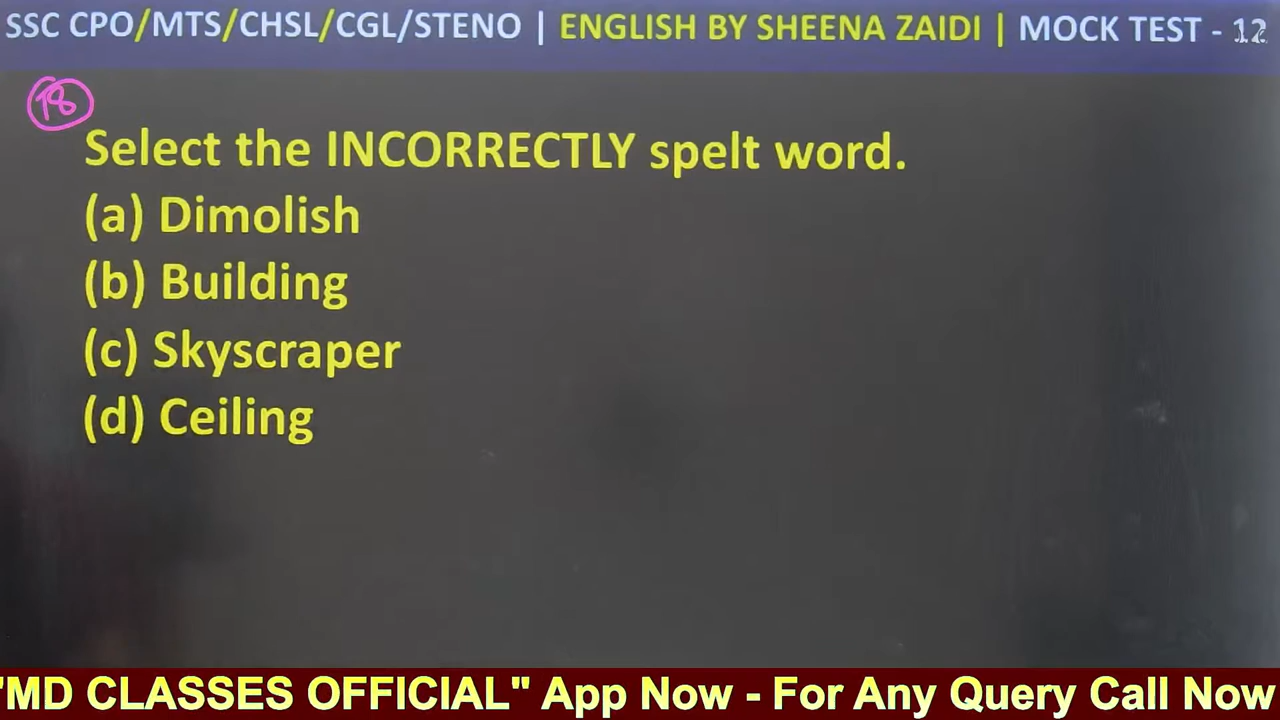 SSC CPO/MTS/CHSL/CGL/STENO | ENGLISH BY SHEENA ZAIDI | MOCK TEST - 12
18
Select the INCORRECTLY spelt word.
(a) Dimolish
(b) Building
(c) Skyscraper
(d) Ceiling
"MD CLASSES OFFICIAL" App Now - For Any Query Call Now